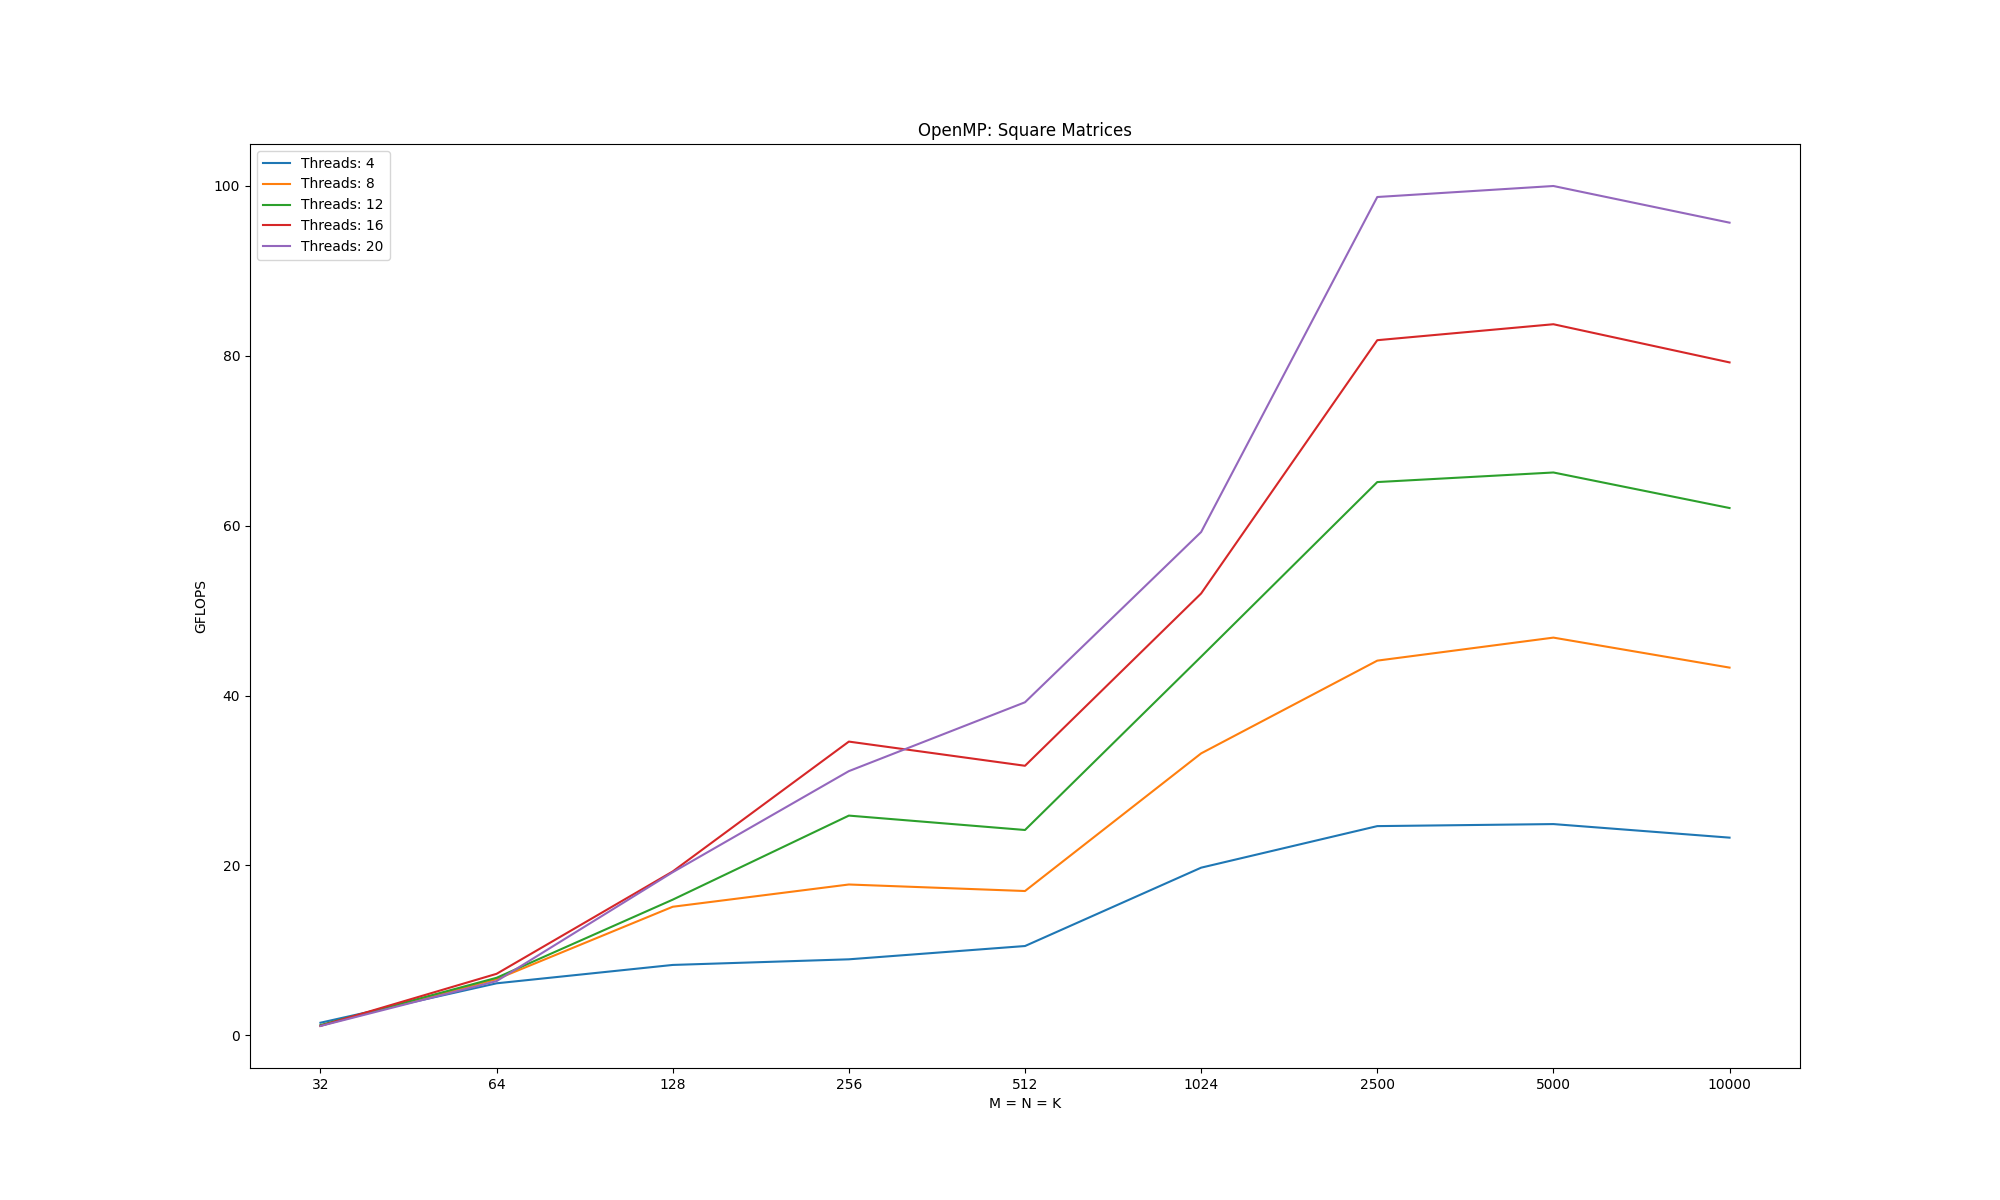 OpenMP: Square Matrices
Threads: 4
Threads: 8
Threads: 12
Threads: 16
Threads: 20
100
80
60
40
20
0
GFLOPS
32 64 128 256 512 1024 2500 5000 10000
M = N = K